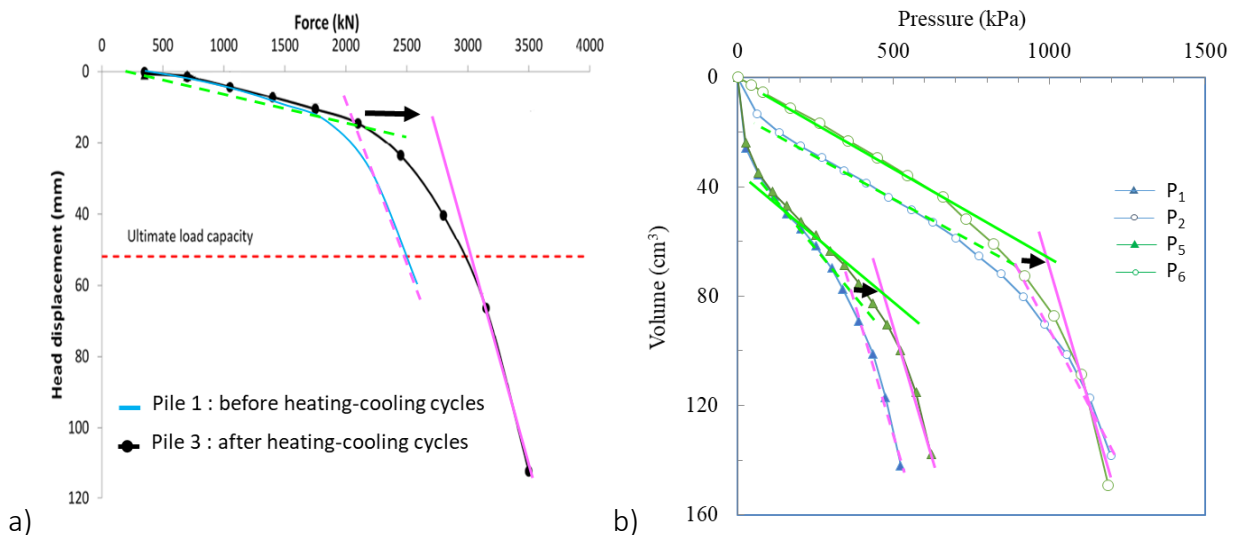 Force (kN)
0 500 1000 1500 2000 2500 3000 3500 4000
Head displacement (mm)
0
20
40
60
80
100
120
Ultimate load capacity
Pile 1 : before heating-cooling cycles
Pile 3 : after heating-cooling cycles
a)
Pressure (kPa)
0 500 1000 1500
Volume (cm³)
0
40
80
120
160
P₁
P₂
P₅
P₆
b)